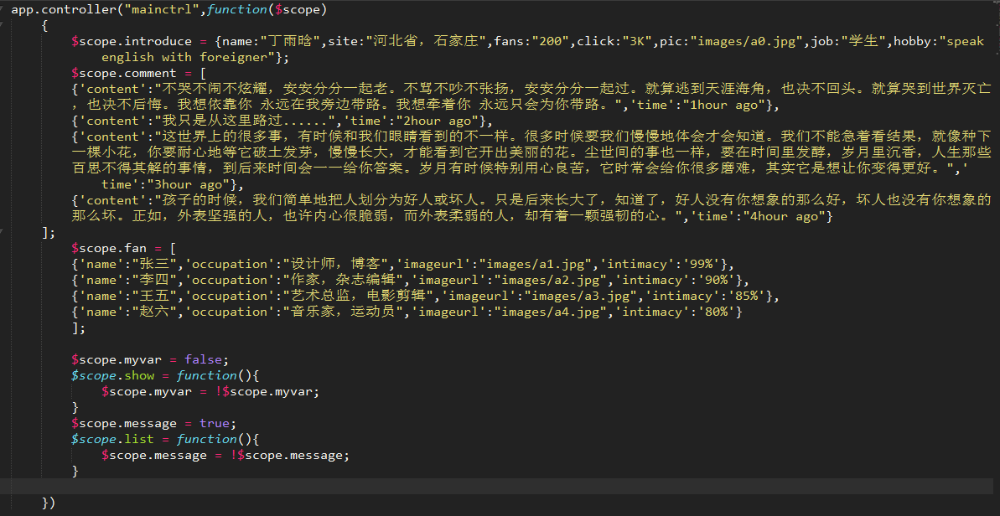 app.controller("mainctrl",function($scope)
{
$scope.introduce = {name:"丁雨晗",site:"河北省，石家庄",fans:"200",click:"3K",pic:"images/a0.jpg",job:"学生",hobby:"speak
english with foreigner"};
$scope.comment = [
{'content':"不哭不闹不炫耀，安安分分一起老。不骂不吵不张扬，安安分分一起过。就算逃到天涯海角，也决不回头。就算哭到世界灭亡
，也决不后悔。我想依靠你 永远在我旁边带路。我想牵着你 永远只会为你带路。",'time':"1hour ago"},
{'content':"我只是从这里路过......",'time':"2hour ago"},
{'content':"这世界上的很多事，有时候和我们眼睛看到的不一样。很多时候要我们慢慢地体会才会知道。我们不能急着看结果，就像种下
一棵小花，你要耐心地等它破土发芽，慢慢长大，才能看到它开出美丽的花。尘世间的事也一样，要在时间里发酵，岁月里沉香，人生那些
百思不得其解的事情，到后来时间会一一给你答案。岁月有时候特别用心良苦，它时常会给你很多磨难，其实它是想让你变得更好。",'
time':"3hour ago"},
{'content':"孩子的时候，我们简单地把人划分为好人或坏人。只是后来长大了，知道了，好人没有你想象的那么好，坏人也没有你想象的
那么坏。正如，外表坚强的人，也许内心很脆弱，而外表柔弱的人，却有着一颗强韧的心。",'time':"4hour ago"}
];
$scope.fan = [
{'name':"张三",'occupation':"设计师，博客",'imageurl':"images/a1.jpg",'intimacy':'99%'},
{'name':"李四",'occupation':"作家，杂志编辑",'imageurl':"images/a2.jpg",'intimacy':'90%'},
{'name':"王五",'occupation':"艺术总监，电影剪辑",'imageurl':"images/a3.jpg",'intimacy':'85%'},
{'name':"赵六",'occupation':"音乐家，运动员",'imageurl':"images/a4.jpg",'intimacy':'80%'}
];
$scope.myvar = false;
$scope.show = function(){
$scope.myvar = !$scope.myvar;
}
$scope.message = true;
$scope.list = function(){
$scope.message = !$scope.message;
}
})